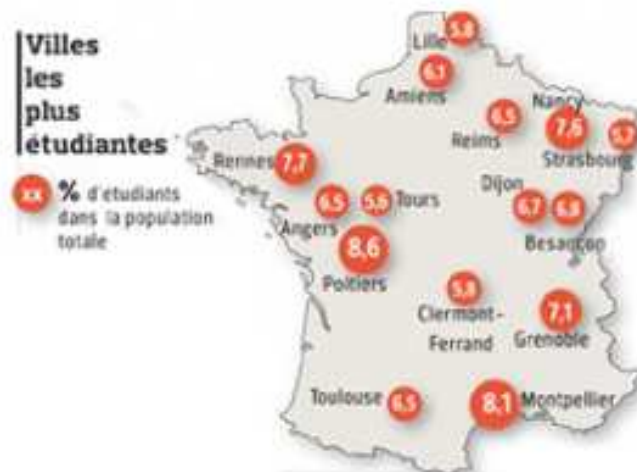 Villes
les
plus
étudiantes
xx % d'étudiants
dans la population
totale
Lille 5.8
6.1
Amiens
6.5
Reims
Nancy
7,6
5.7
Strasbourg
Rennes 7,7
6.5
Angers
5.6 Tours
Dijon
6.7
6.8
Besançon
8,6
Poitiers
5.8
Clermont-
Ferrand
7.1
Grenoble
Toulouse 6.5
8,1 Montpellier